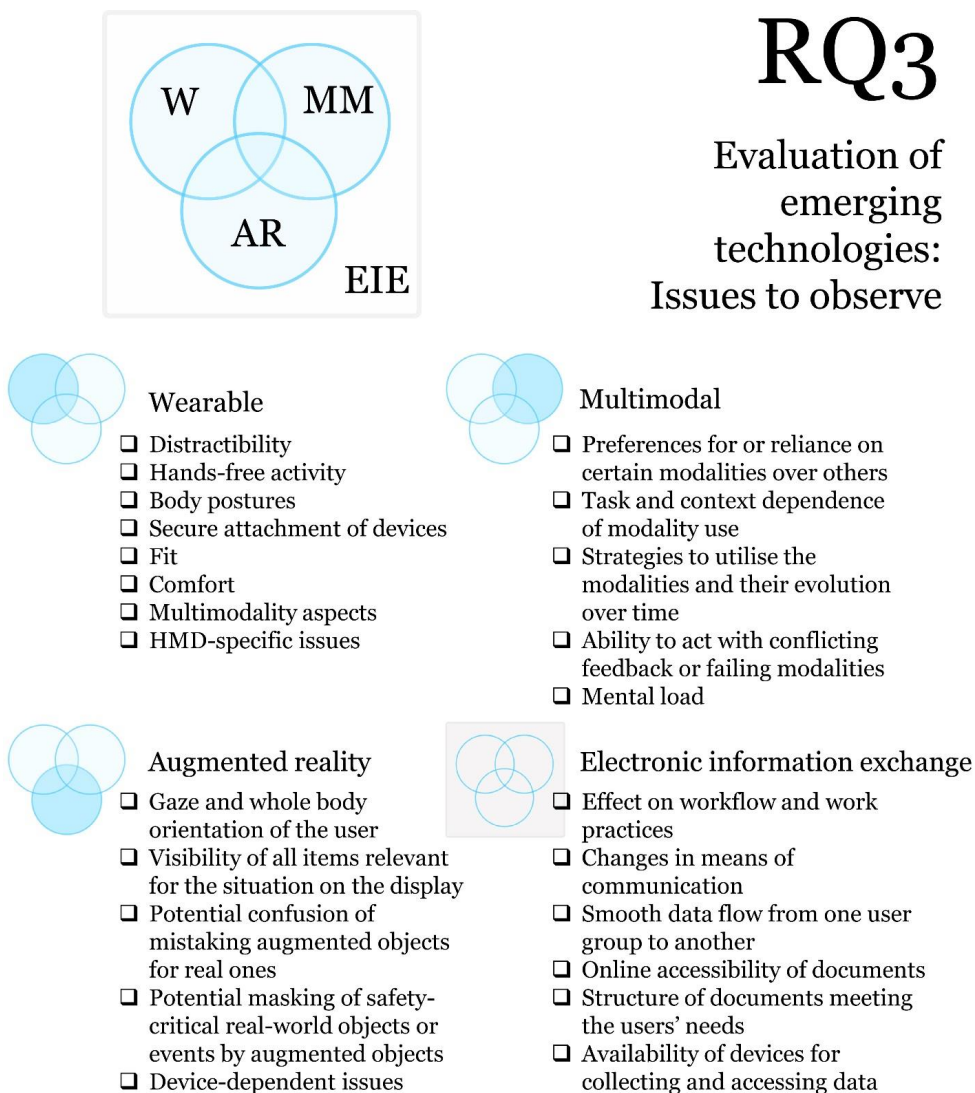 W
MM
AR
EIE
RQ3
Evaluation of
emerging
technologies:
Issues to observe
Wearable
❑ Distractibility
❑ Hands-free activity
❑ Body postures
❑ Secure attachment of devices
❑ Fit
❑ Comfort
❑ Multimodality aspects
❑ HMD-specific issues
Multimodal
❑ Preferences for or reliance on
certain modalities over others
❑ Task and context dependence
of modality use
❑ Strategies to utilise the
modalities and their evolution
over time
❑ Ability to act with conflicting
feedback or failing modalities
❑ Mental load
Augmented reality
❑ Gaze and whole body
orientation of the user
❑ Visibility of all items relevant
for the situation on the display
❑ Potential confusion of
mistaking augmented objects
for real ones
❑ Potential masking of safety-
critical real-world objects or
events by augmented objects
❑ Device-dependent issues
Electronic information exchange
❑ Effect on workflow and work
practices
❑ Changes in means of
communication
❑ Smooth data flow from one user
group to another
❑ Online accessibility of documents
❑ Structure of documents meeting
the users' needs
❑ Availability of devices for
collecting and accessing data